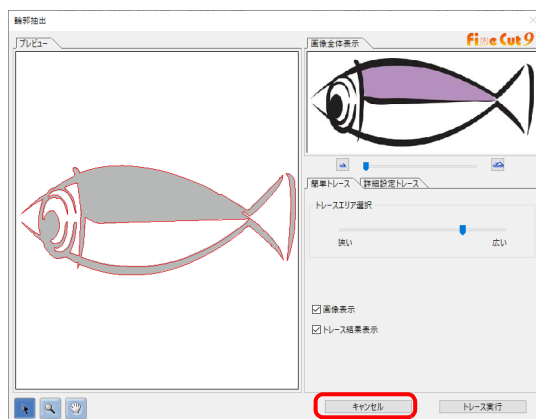 輪郭抽出
プレビュー
画像全体表示
Fine Cut 9
簡単トレース
詳細設定トレース
トレースエリア選択
狭い
広い
画像表示
トレース結果表示
キャンセル
トレース実行